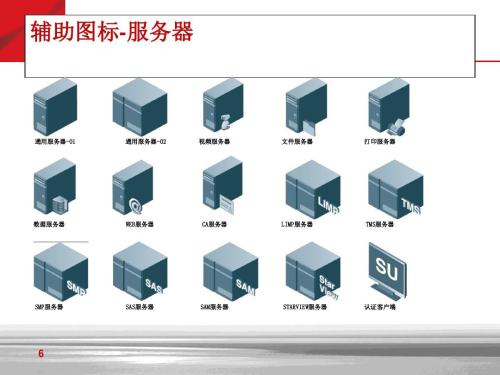 辅助图标-服务器
通用服务器-01
通用服务器-02
视频服务器
文件服务器
打印服务器
@
LIMP
TMS
数据服务器
WEB服务器
CA服务器
LIMP服务器
TMS服务器
SMP
SAS
SAM
Star View
SU
SMP服务器
SAS服务器
SAM服务器
STARVIEW服务器
认证客户端
6